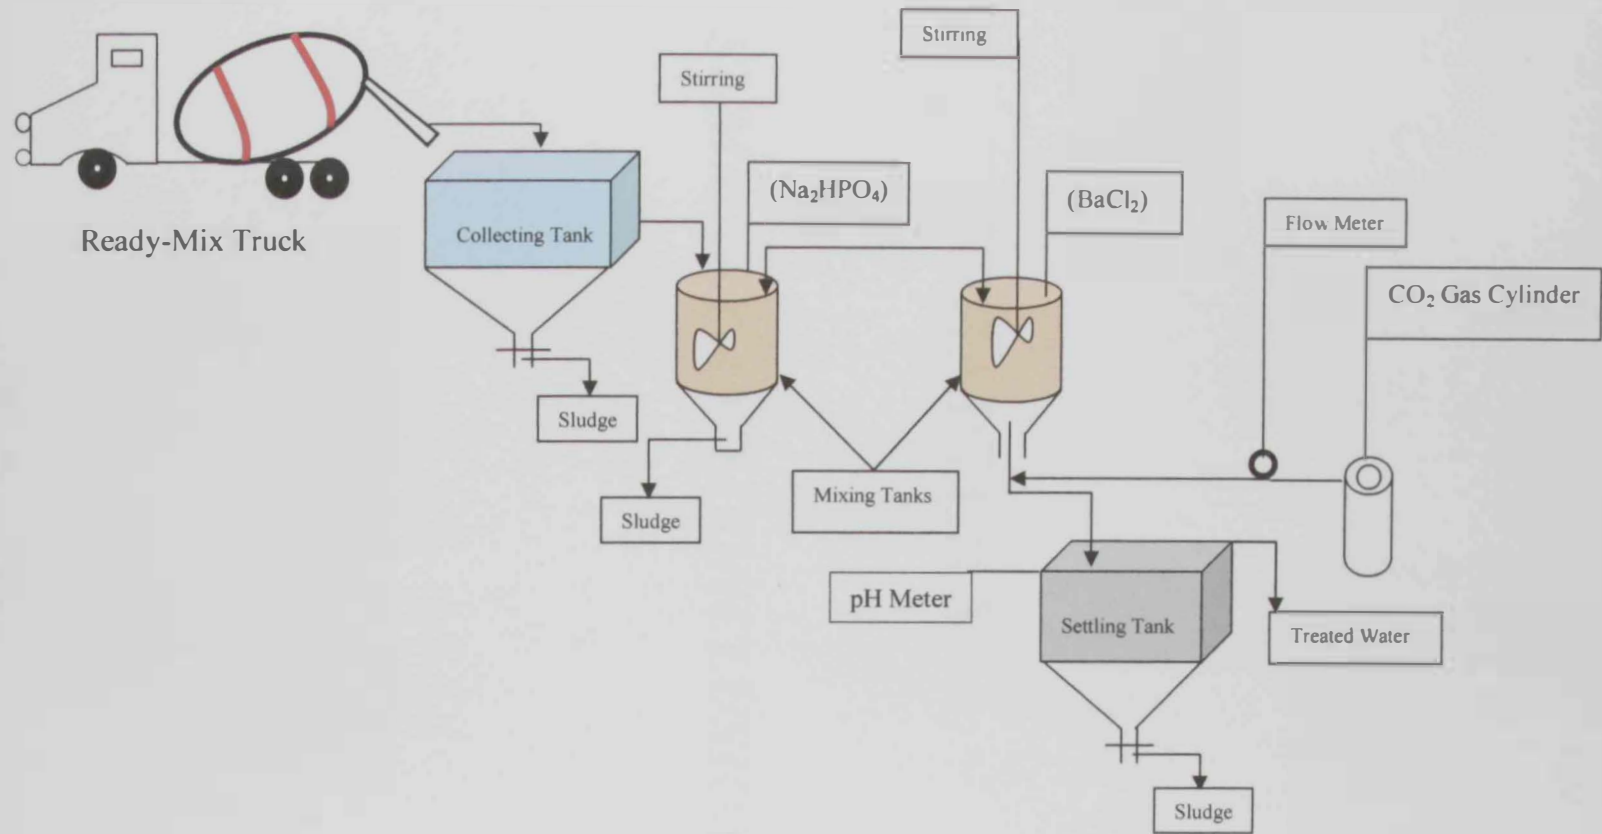 Stirring
Stirring
(Na₂HPO₄)
(BaCl₂)
Flow Meter
Ready-Mix Truck
Collecting Tank
CO₂ Gas Cylinder
Sludge
Sludge
Mixing Tanks
pH Meter
Settling Tank
Treated Water
Sludge